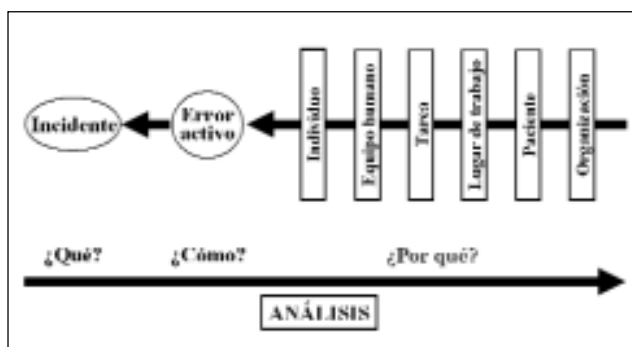 Incidente
Error
activo
Individuo
Equipo humano
Tarea
Lugar de trabajo
Paciente
Organización
¿Qué?
¿Cómo?
¿Por qué?
ANÁLISIS